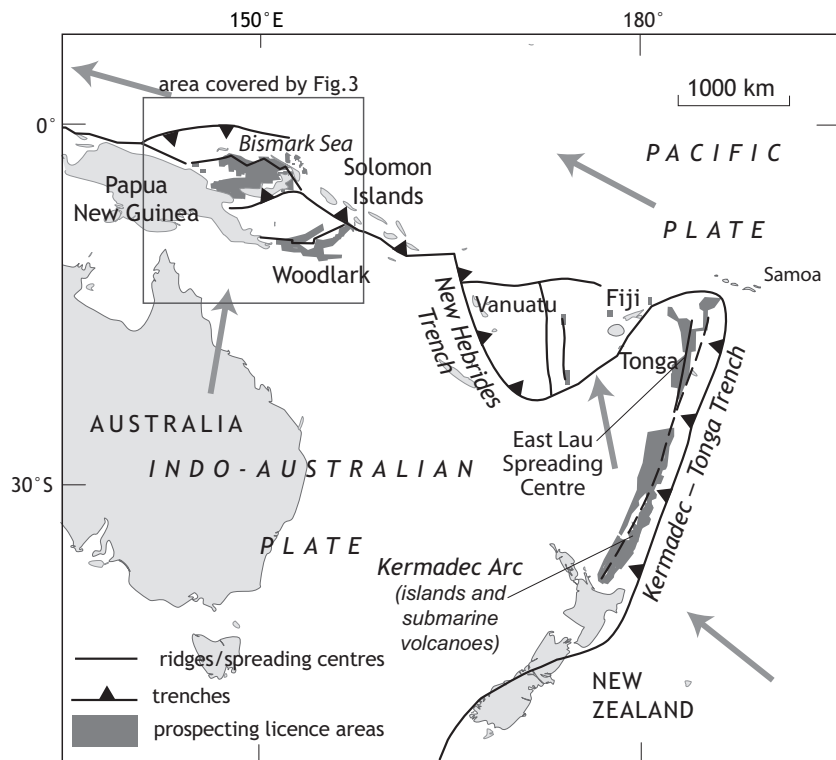 150°E
180°
area covered by Fig.3
1000 km
0°
Bismark Sea
PACIFIC
Solomon
Islands
Papua
New Guinea
PLATE
Woodlark
Samoa
New Hebrides
Trench
Vanuatu
Fiji
Tonga
Kermadec – Tonga Trench
AUSTRALIA
East Lau
Spreading
Centre
INDO-AUSTRALIAN
30°S
PLATE
Kermadec Arc
(islands and
submarine
volcanoes)
ridges/spreading centres
trenches
prospecting licence areas
NEW
ZEALAND